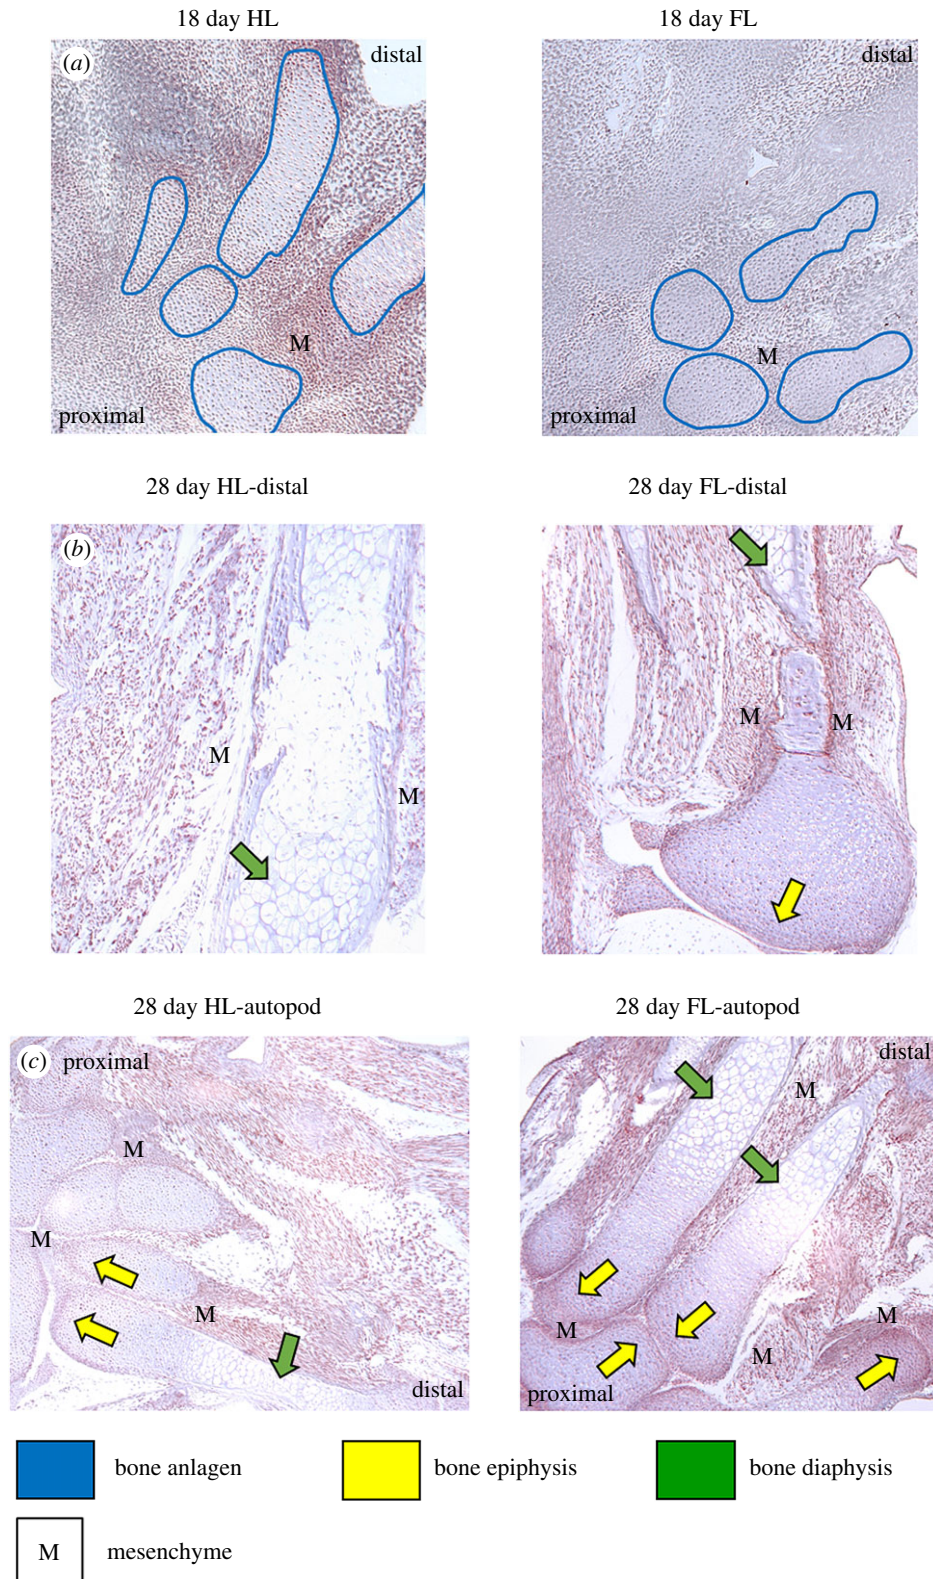 18 day HL
18 day FL
(a)
distal
distal
M
M
proximal
proximal
28 day HL-distal
28 day FL-distal
(b)
M
M
M
M
28 day HL-autopod
28 day FL-autopod
(c)
proximal
distal
M
M
M
M
M
M
M
distal
proximal
bone anlagen
bone epiphysis
bone diaphysis
M
mesenchyme